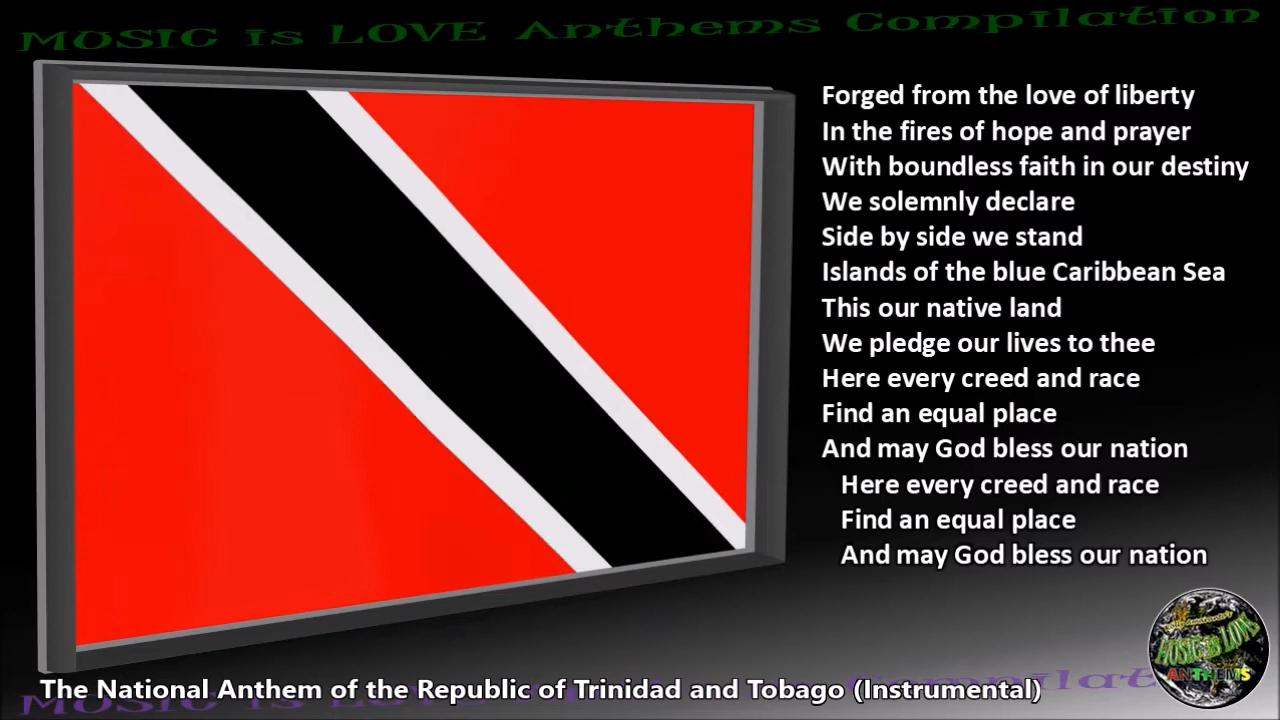 MUSIC is LOVE Anthems Compilation
Forged from the love of liberty
In the fires of hope and prayer
With boundless faith in our destiny
We solemnly declare
Side by side we stand
Islands of the blue Caribbean Sea
This our native land
We pledge our lives to thee
Here every creed and race
Find an equal place
And may God bless our nation
Here every creed and race
Find an equal place
And may God bless our nation
MUSIC IS LOVE
ANTHEMS
The National Anthem of the Republic of Trinidad and Tobago (Instrumental)